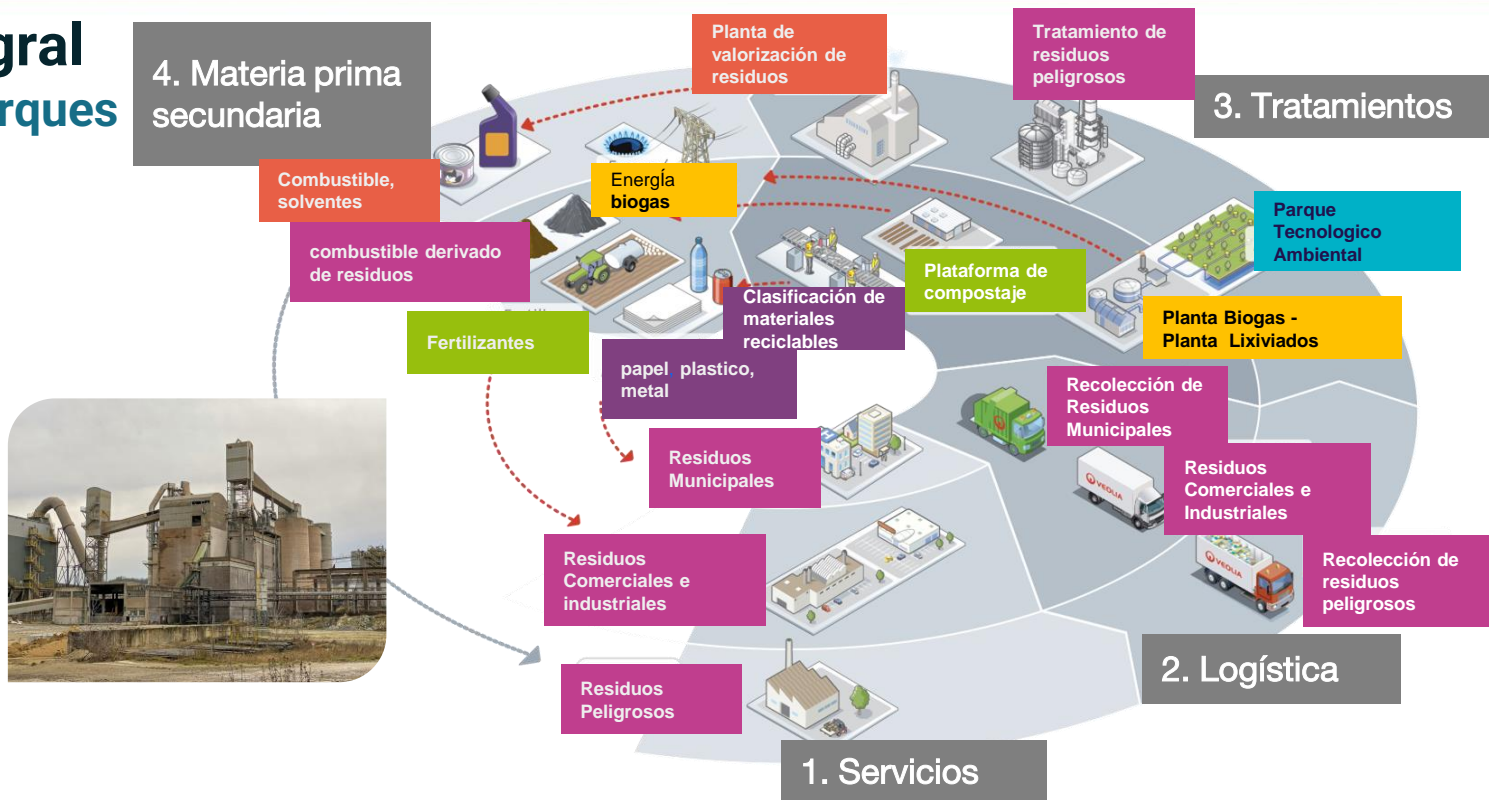 gral
rques
4. Materia prima
secundaria
Planta de
valorización de
residuos
Tratamiento de
residuos
peligrosos
3. Tratamientos
Combustible,
solventes
EnergÍa
biogas
combustible derivado
de residuos
Parque
Tecnologico
Ambiental
Plataforma de
compostaje
Clasificación de
materiales
reciclables
Planta Biogas -
Planta Lixiviados
Fertilizantes
papel plastico,
metal
Recolección de
Residuos
Municipales
Residuos
Municipales
VEOLIA
Residuos
Comerciales e
Industriales
Residuos
Comerciales e
industriales
VEOLIA
Recolección de
residuos
peligrosos
Residuos
Peligrosos
2. Logística
1. Servicios